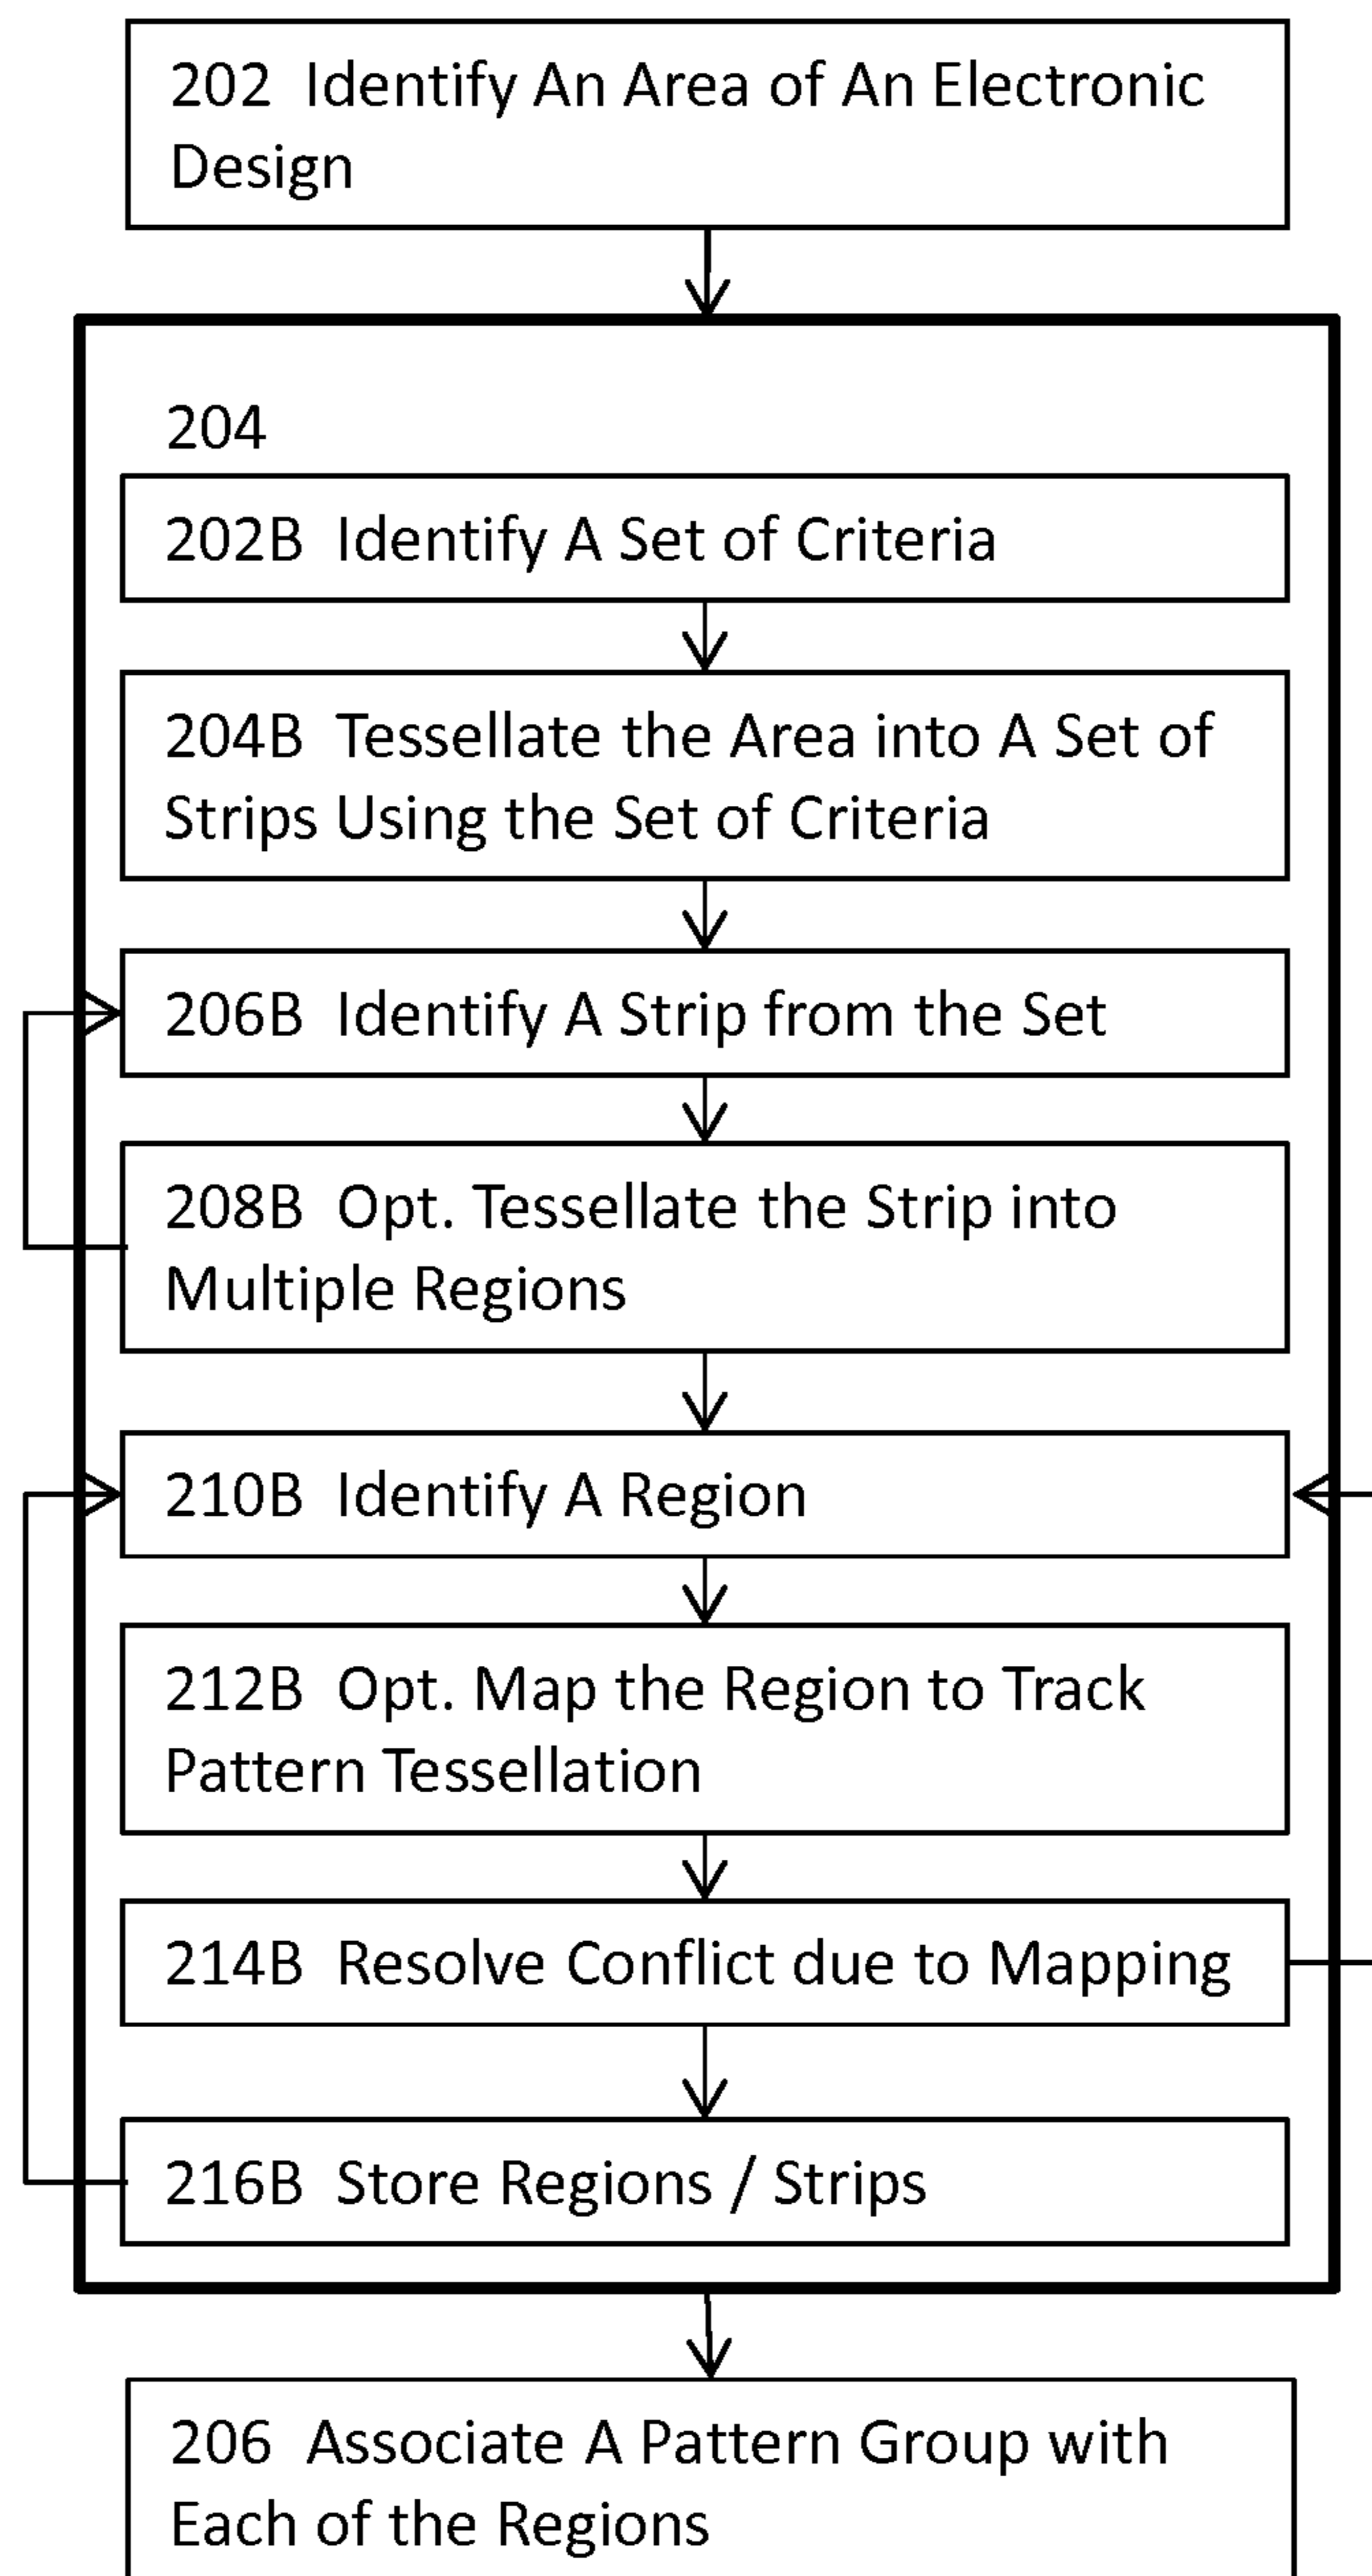 202 Identify An Area of An Electronic
Design
204
202B Identify A Set of Criteria
204B Tessellate the Area into A Set of
Strips Using the Set of Criteria
206B Identify A Strip from the Set
208B Opt. Tessellate the Strip into
Multiple Regions
210B Identify A Region
212B Opt. Map the Region to Track
Pattern Tessellation
214B Resolve Conflict due to Mapping
216B Store Regions / Strips
206 Associate A Pattern Group with
Each of the Regions